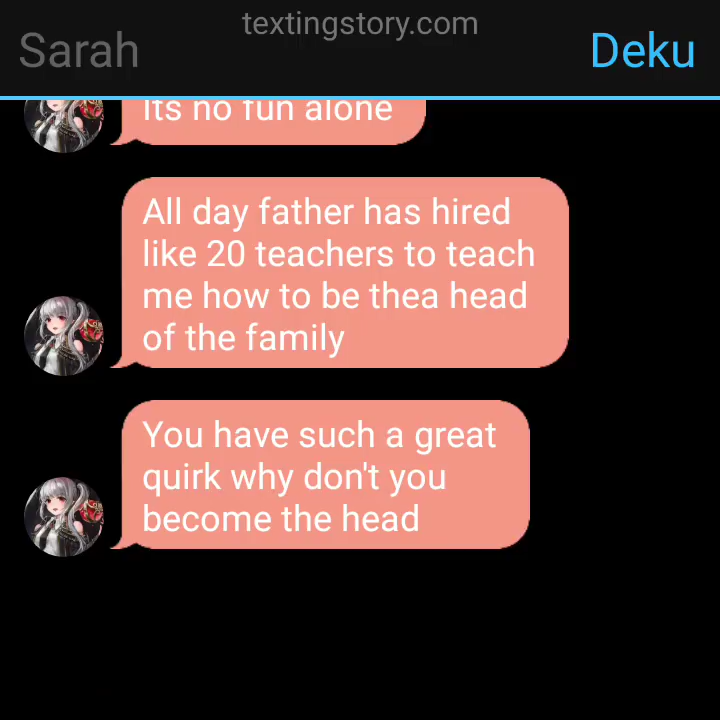 textingstory.com
Sarah
Deku
Its no fun alone
All day father has hired
like 20 teachers to teach
me how to be thea head
of the family
You have such a great
quirk why don't you
become the head